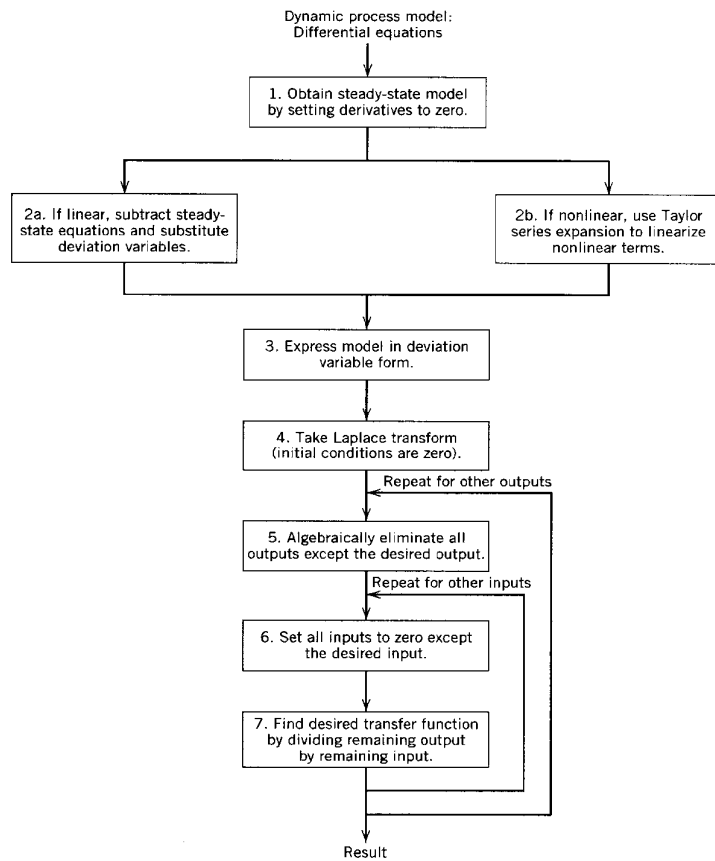 Dynamic process model:
Differential equations
1. Obtain steady-state model
by setting derivatives to zero.
2a. If linear, subtract steady-
state equations and substitute
deviation variables.
2b. If nonlinear, use Taylor
series expansion to linearize
nonlinear terms.
3. Express model in deviation
variable form.
4. Take Laplace transform
(initial conditions are zero).
Repeat for other outputs
5. Algebraically eliminate all
outputs except the desired output.
Repeat for other inputs
6. Set all inputs to zero except
the desired input.
7. Find desired transfer function
by dividing remaining output
by remaining input.
Result